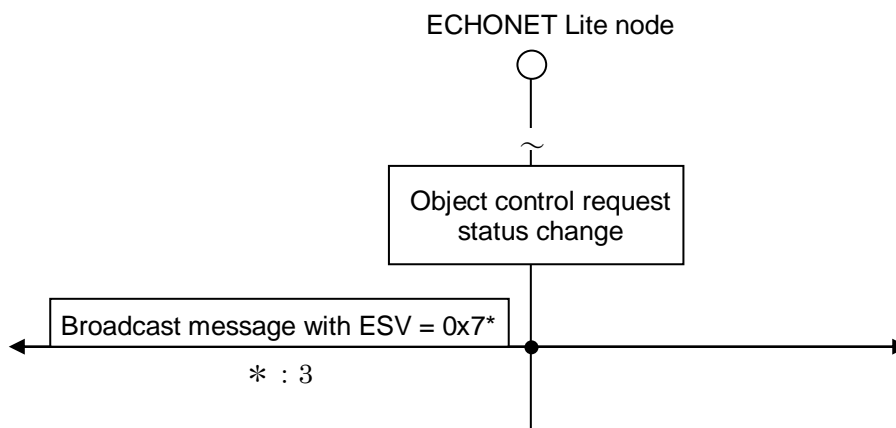 ECHONET Lite node
～
Object control request
status change
Broadcast message with ESV = 0x7*
＊ : 3